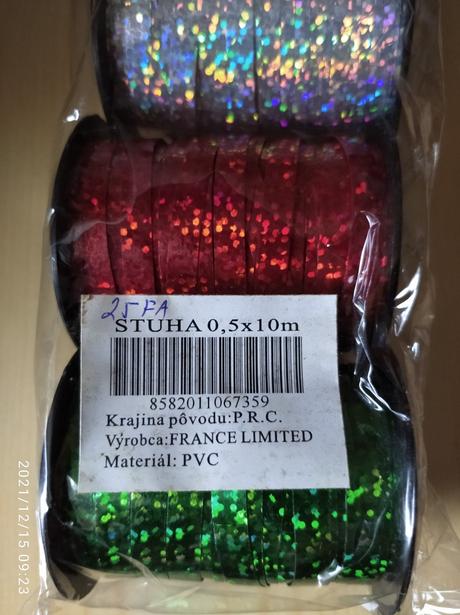 25FA
STUHA 0,5x10m
8582011067359
Krajina pôvodu:P.R.C.
Výrobca:FRANCE LIMITED
Materiál: PVC
2021/12/15 09:23